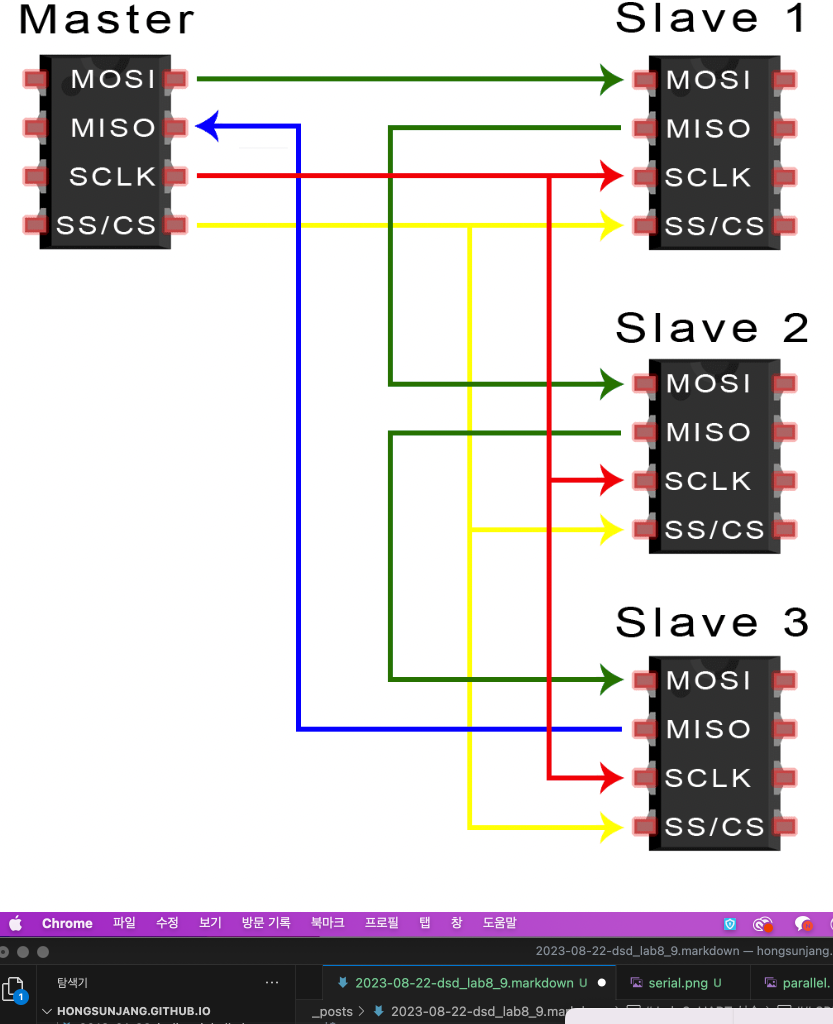 Master
Slave 1
MOSI
MISO
SCLK
SS/CS
MOSI
MISO
SCLK
SS/CS
Slave 2
MOSI
MISO
SCLK
SS/CS
Slave 3
MOSI
MISO
SCLK
SS/CS
Chrome 파일 수정 보기 방문 기록 북마크 프로필 탭 창 도움말
2023-08-22-dsd_lab8_9.markdown — hongsunjang.
탐색기 ...
2023-08-22-dsd_lab8_9.markdown U serial.png U parallel.
1
HONGSUNJANG.GITHUB.IO
_posts > 2023-08-22-dsd_lab8_9.mar